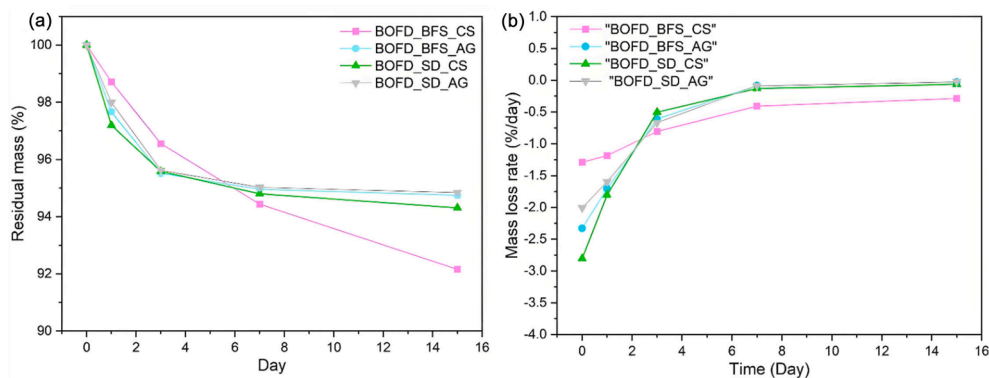 (a)
BOFD_BFS_CS
BOFD_BFS_AG
BOFD_SD_CS
BOFD_SD_AG
100
98
96
94
92
90
Residual mass (%)
0 2 4 6 8 10 12 14 16
Day
(b)
"BOFD_BFS_CS"
"BOFD_BFS_AG"
"BOFD_SD_CS"
"BOFD_SD_AG"
1.0
0.5
0.0
-0.5
-1.0
-1.5
-2.0
-2.5
-3.0
-3.5
-4.0
Mass loss rate (%/day)
0 2 4 6 8 10 12 14 16
Time (Day)